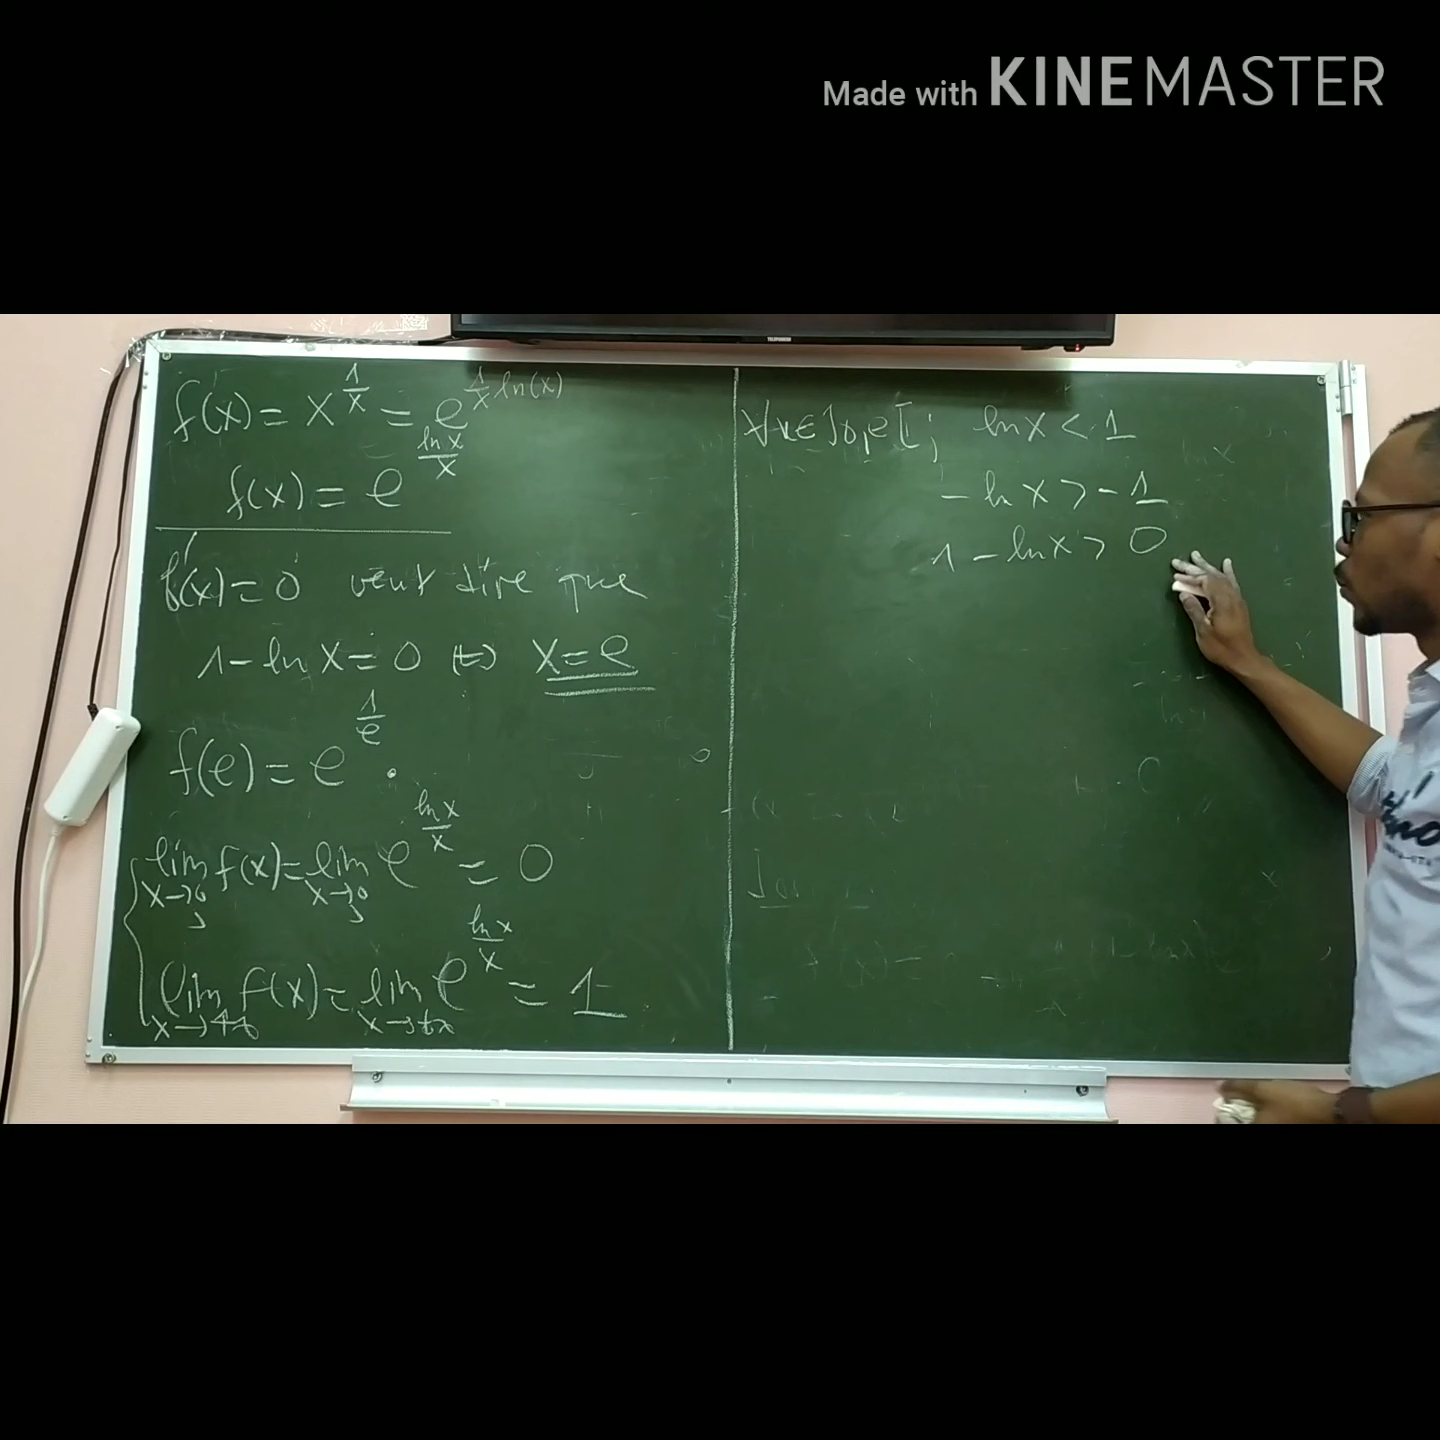 Made with KINEMASTER
f(x) = x^{1/x} = e^{1/x ln(x)}
f(x) = e^{ln x/x}
f'(x) = 0 veut dire que
1 - ln x = 0 ⟺ x = e
f(e) = e^{1/e}.
lim_{x→0^>} f(x) = lim_{x→0^>} e^{ln x/x} = 0
lim_{x→+∞} f(x) = lim_{x→+∞} e^{ln x/x} = 1
∀x∈]0,e[; ln x < 1
- ln x > - 1
1 - ln x > 0